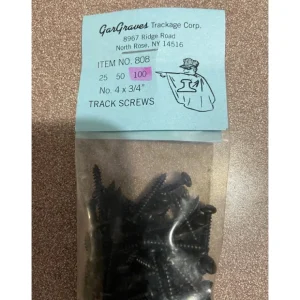 GarGraves Trackage Corp.
8967 Ridge Road
North Rose, NY 14516
ITEM NO. 80B
25 50 100
No. 4 x 3/4"
TRACK SCREWS